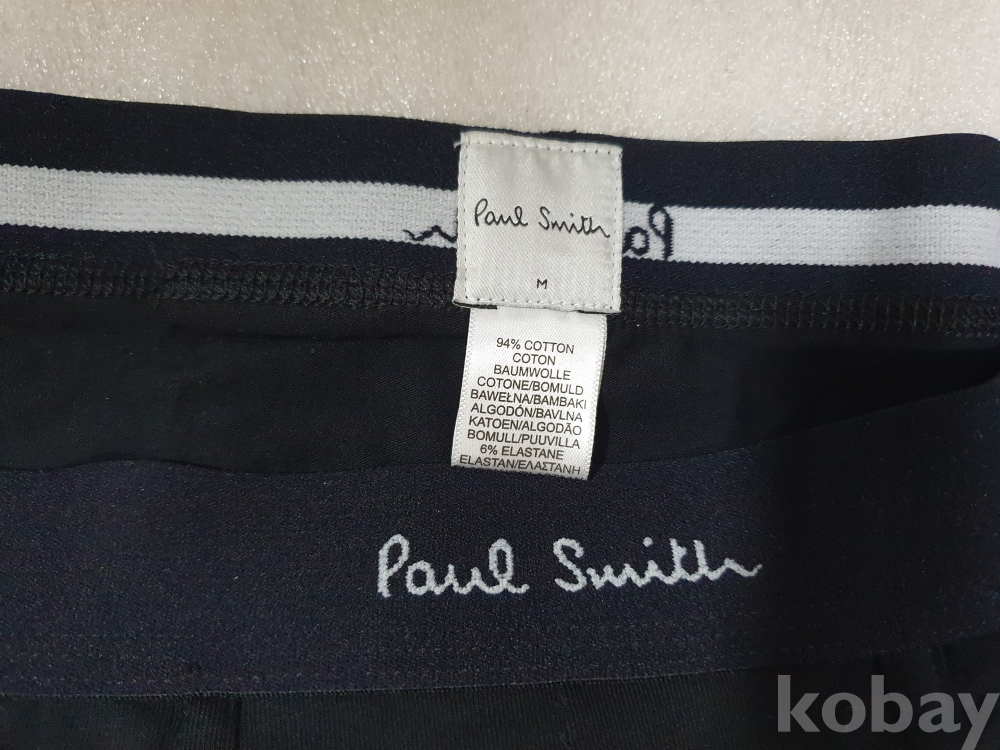 Paul Smith
M
94% COTTON
COTON
BAUMWOLLE
COTONE/BOMULD
BAWEŁNA/BAMBAKI
ALGODÓN/BAVLNA
KATOEN/ALGODÃO
BOMULL/PUUVILLA
6% ELASTANE
ELASTAN/ΕΛΑΣΤΑΝΗ
Paul Smith
kobay